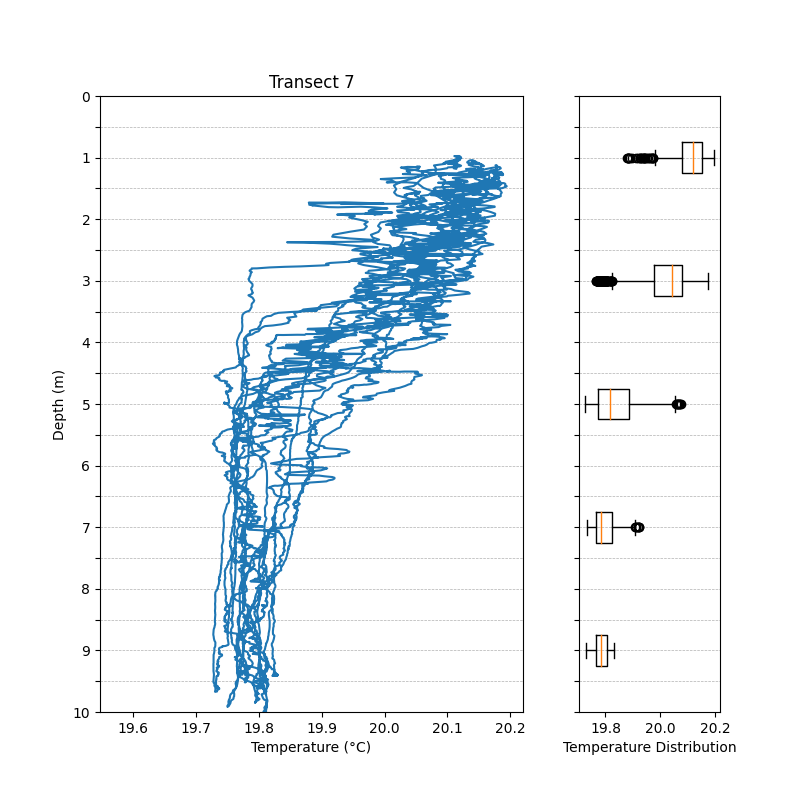 Transect 7
0
1
2
3
4
5
6
7
8
9
10
Depth (m)
19.6 19.7 19.8 19.9 20.0 20.1 20.2
Temperature (°C)
19.8 20.0 20.2
Temperature Distribution